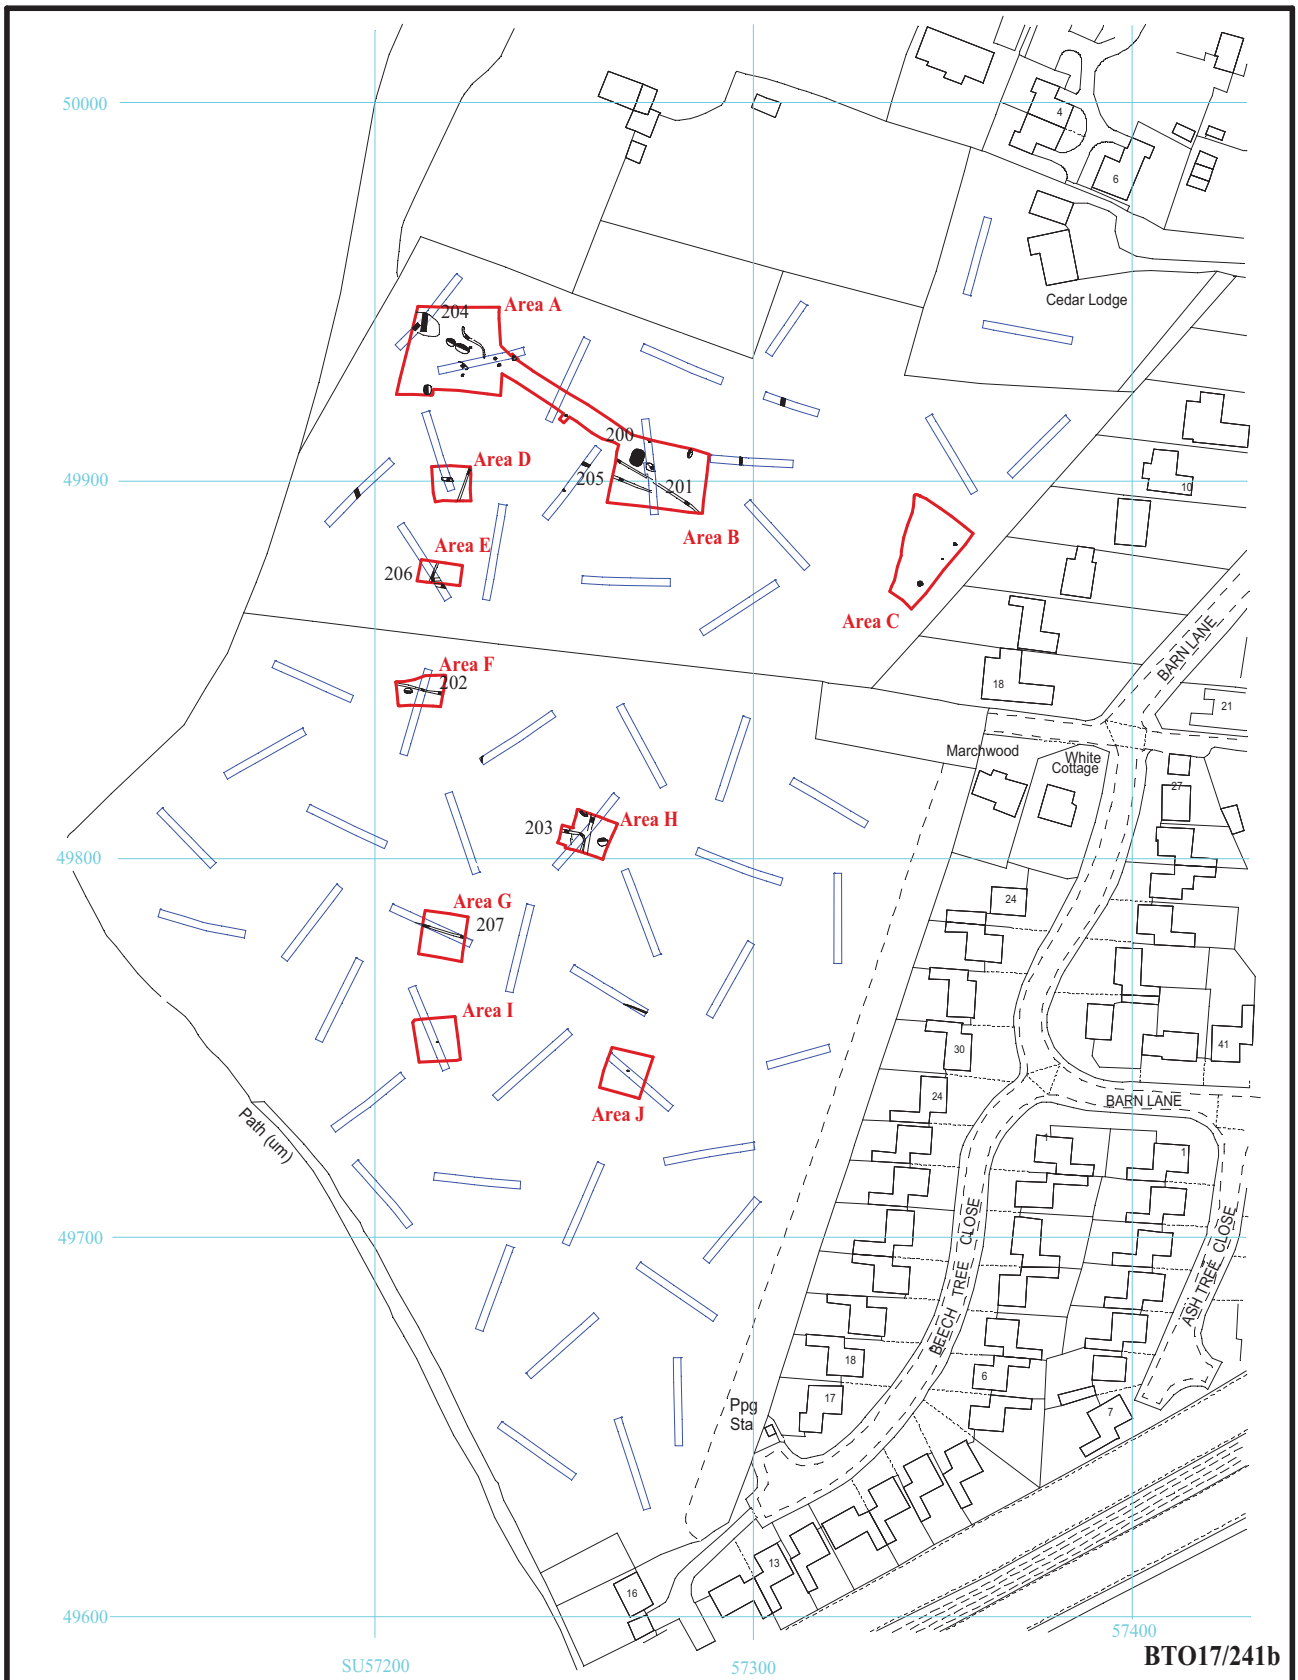 50000
4
6
Cedar Lodge
204
Area A
200
205
201
Area B
49900
Area D
10
Area E
206
Area C
BARN LANE
18
21
Area F
202
Marchwood
White
Cottage
27
203
Area H
49800
24
Area G
207
Area I
30
41
24
BARN LANE
Area J
Path (um)
1
1
49700
BEECH TREE CLOSE
ASH TREE CLOSE
18
6
17
7
Ppg
Sta
13
16
49600
57400
SU57200
57300
BTO17/241b